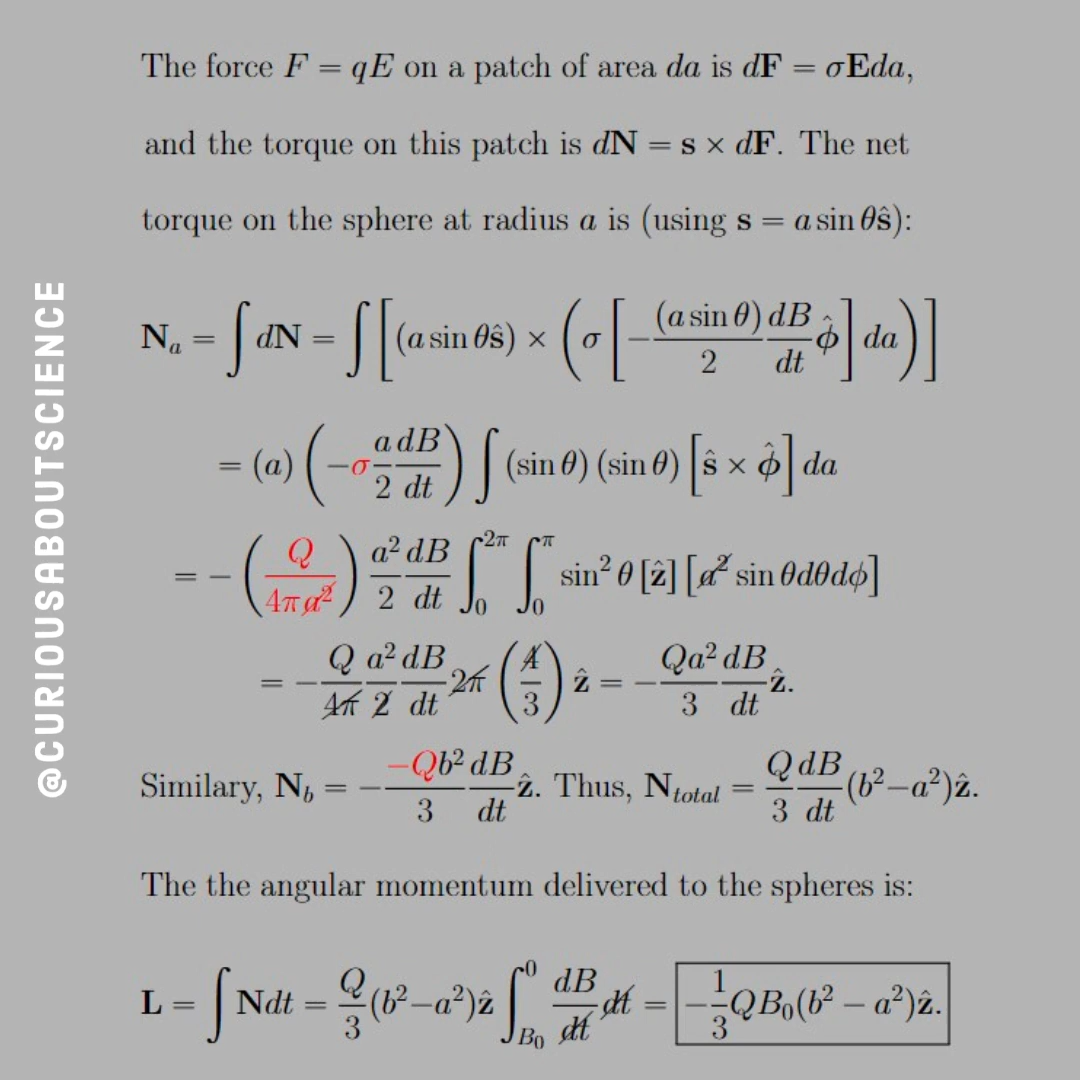 @CURIOUSABOUTSCIENCE
The force F = qE on a patch of area da is dF = σEda,
and the torque on this patch is dN = s × dF. The net
torque on the sphere at radius a is (using s = a sin θŝ):
N_a = ∫ dN = ∫ [(a sin θŝ) × (σ [−((a sin θ)/2) (dB/dt) φ̂] da)]
= (a) (−σ (a/2) (dB/dt)) ∫ (sin θ) (sin θ) [ŝ × φ̂] da
= − (Q/(4πa²)) (a²/2) (dB/dt) ∫₀^{2π} ∫₀^{π} sin² θ [ẑ] [a² sin θdθdφ]
= − (Q/(4π)) (a²/2) (dB/dt) 2π (4/3) ẑ = − (Qa²/3) (dB/dt) ẑ.
Similary, N_b = − (−Qb²/3) (dB/dt) ẑ. Thus, N_total = (Q/3) (dB/dt) (b²−a²)ẑ.
The the angular momentum delivered to the spheres is:
L = ∫ Ndt = (Q/3) (b²−a²)ẑ ∫_{B₀}^{0} (dB/dt) dt = −(1/3) QB₀(b² − a²)ẑ.